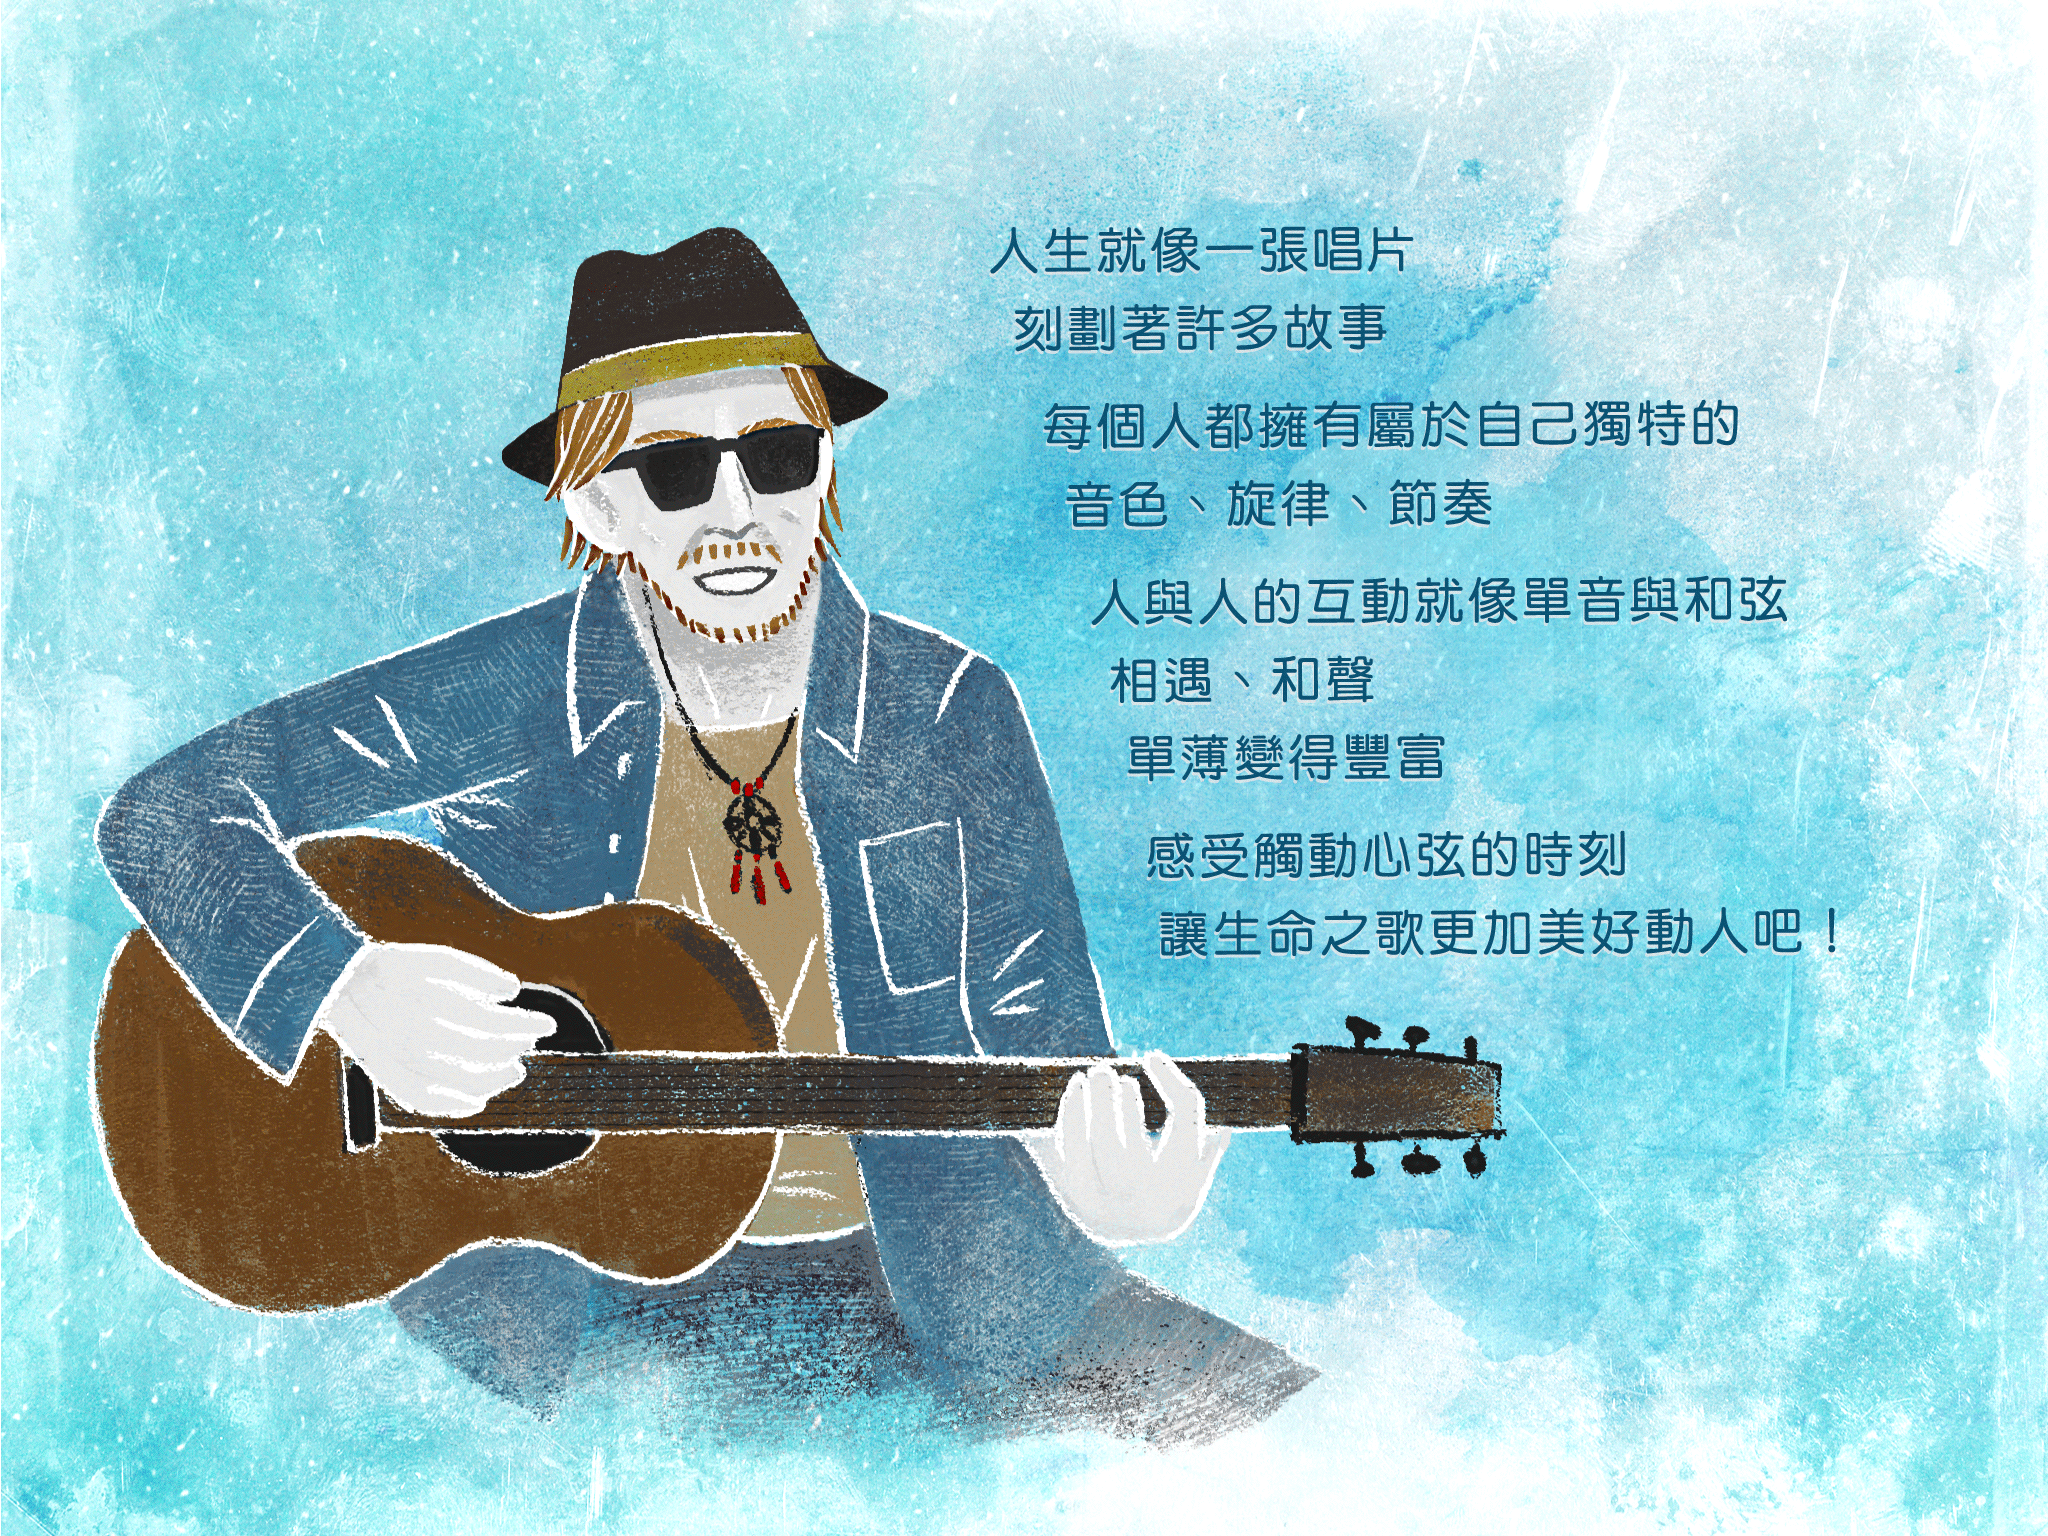 人生就像一張唱片
刻劃著許多故事
每個人都擁有屬於自己獨特的
音色、旋律、節奏
人與人的互動就像單音與和弦
相遇、和聲
單薄變得豐富
感受觸動心弦的時刻
讓生命之歌更加美好動人吧！